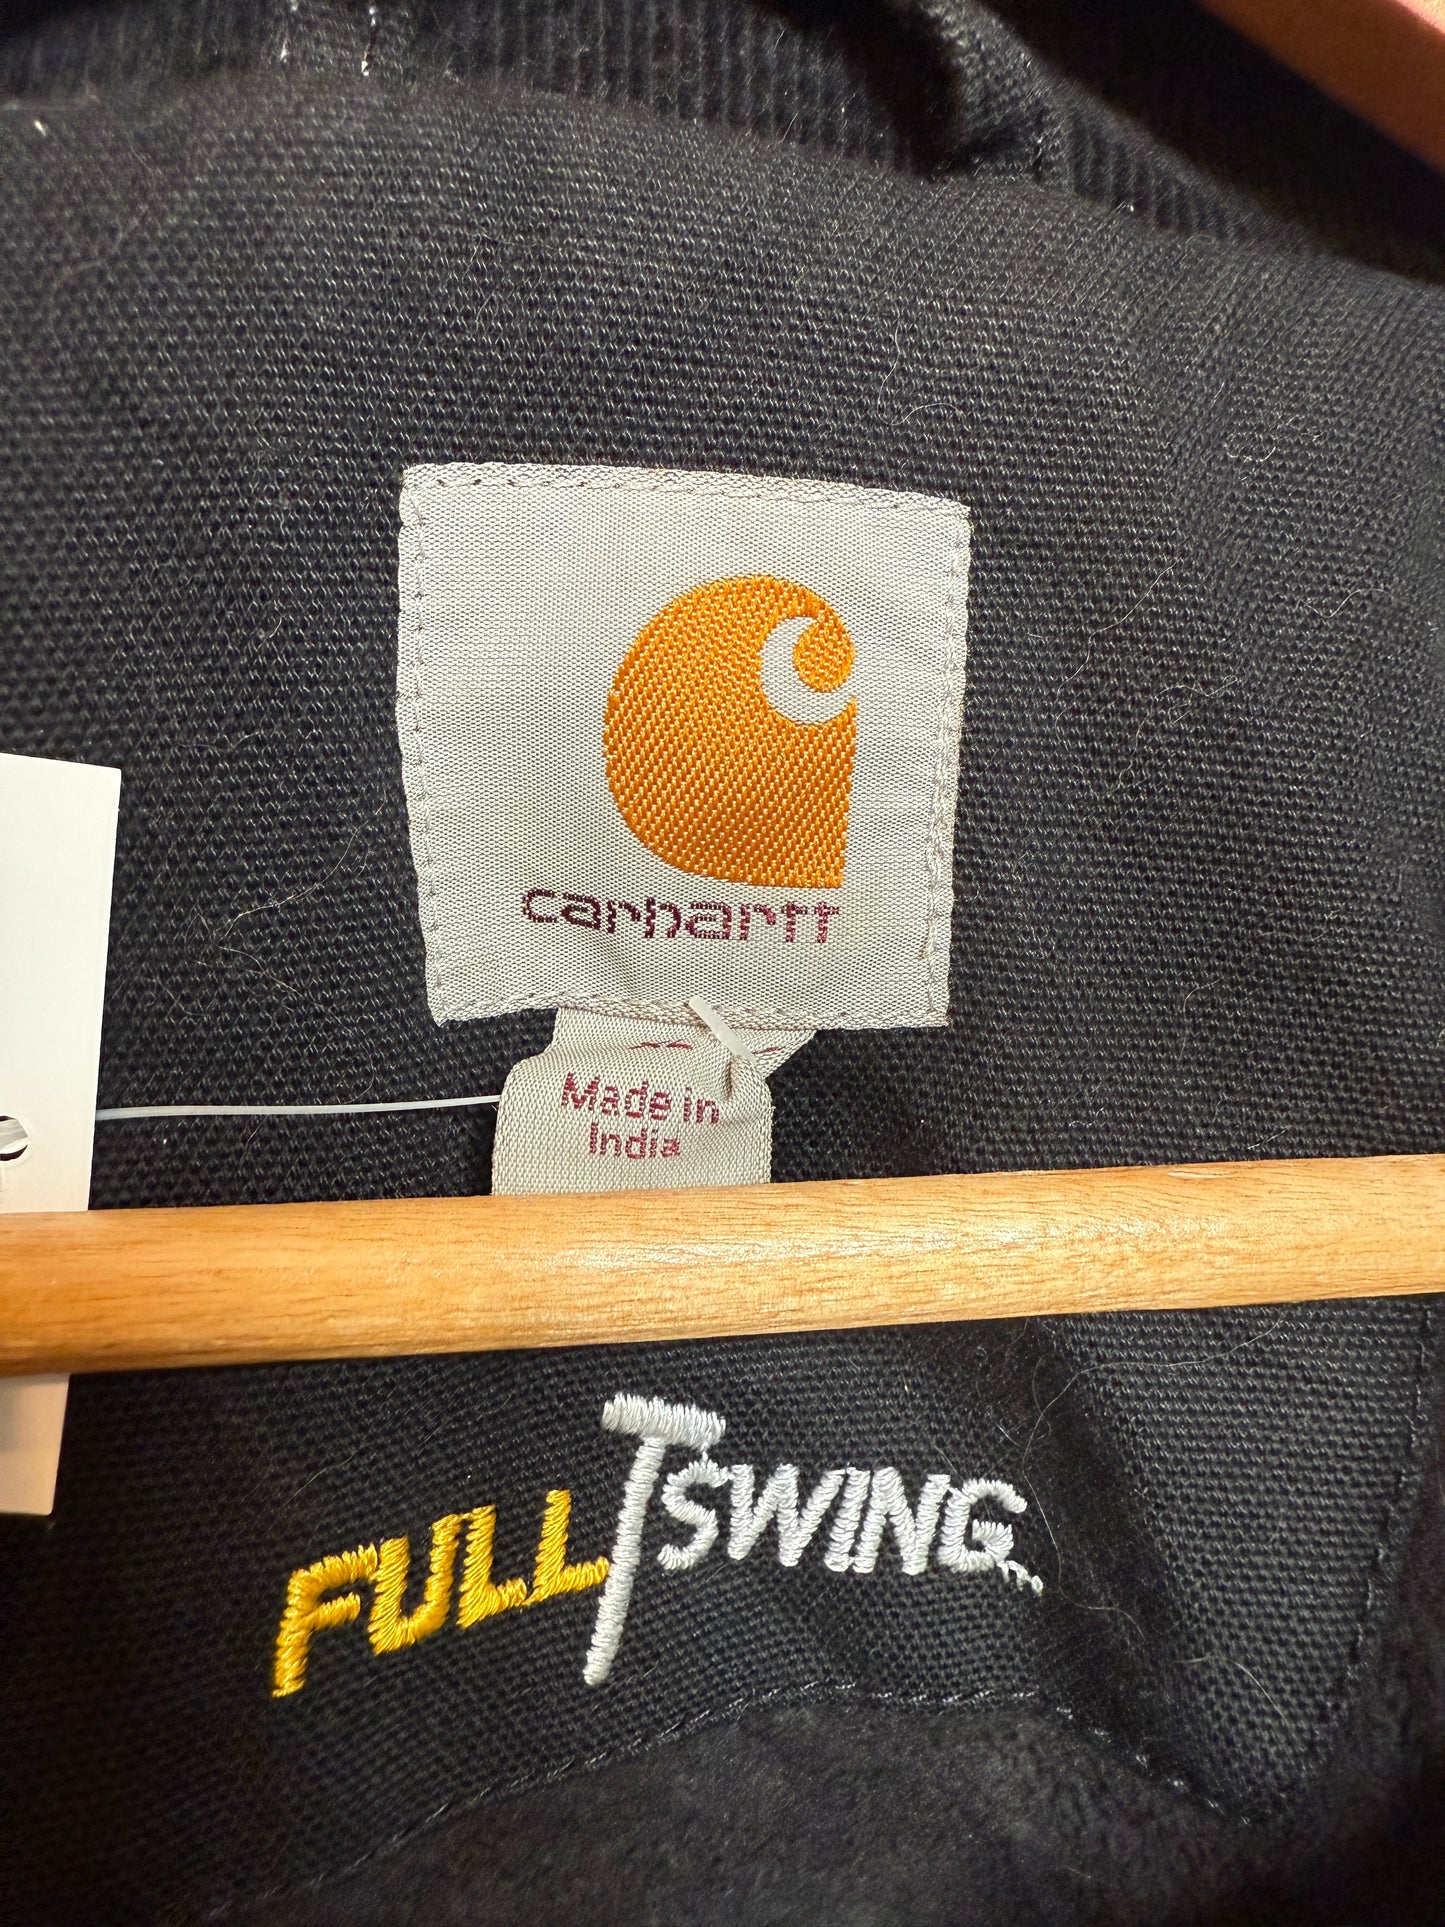 carhartt
Made in
India
FULL SWING